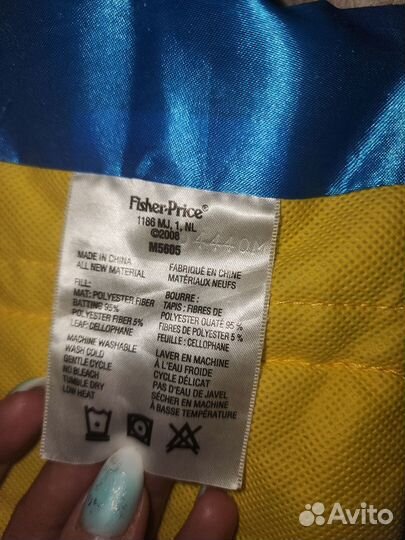 Fisher-Price®
1186 MJ, 1, NL
©2008
M5605
4440M
MADE IN CHINA
ALL NEW MATERIAL
FILL:
MAT: POLYESTER FIBER
BATTING 95%
POLYESTER FIBER 5%
LEAF: CELLOPHANE
MACHINE WASHABLE
WASH COLD
GENTLE CYCLE
NO BLEACH
TUMBLE DRY
LOW HEAT
FABRIQUÉ EN CHINE
MATÉRIAUX NEUFS
BOURRE :
TAPIS : FIBRES DE
POLYESTER OUATÉ 95 %
FIBRES DE POLYESTER 5 %
FEUILLE : CELLOPHANE
LAVER EN MACHINE
À L'EAU FROIDE
CYCLE DÉLICAT
PAS D'EAU DE JAVEL
SÉCHER EN MACHINE
À BASSE TEMPÉRATURE
Avito